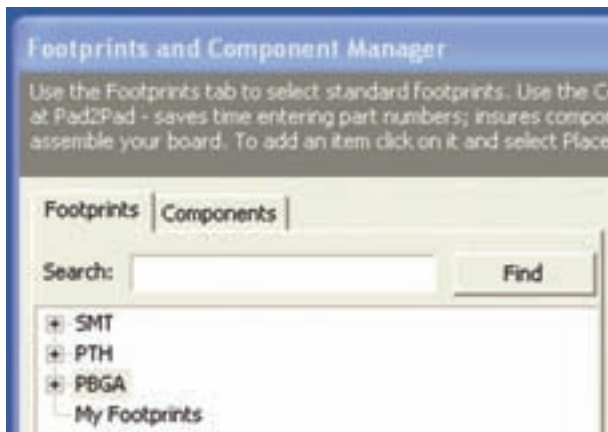 Footprints and Component Manager
Use the Footprints tab to select standard footprints. Use the
at Pad2Pad - saves time entering part numbers; insures
assemble your board. To add an item click on it and select Place
Footprints Components
Search: Find
SMT
PTH
PBGA
My Footprints